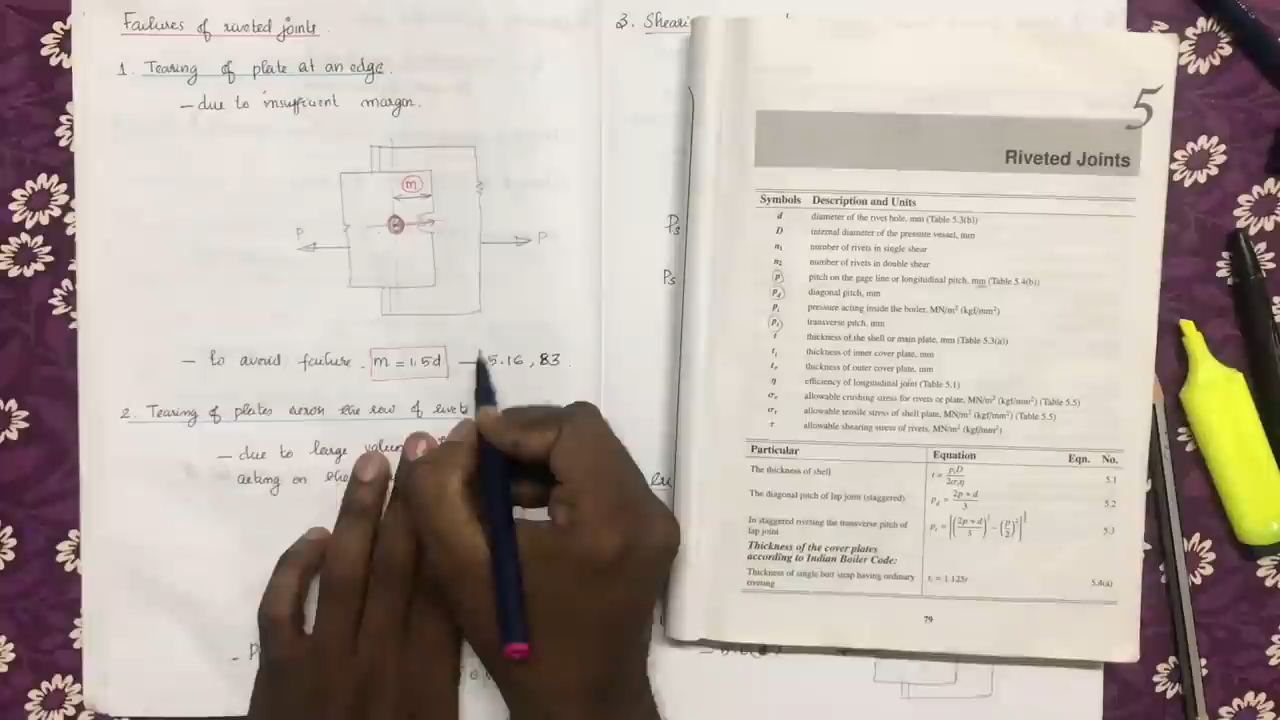 Failures of riveted joints.
1. Tearing of plate at an edge.
– due to insufficient margin.
m
P
P
– to avoid failure. m = 1.5d — 5.16, 83.
2. Tearing of plates across the row of rivets
– due to large
acting on the
3. Sheari
Ps
Ps
5
Riveted Joints
Symbols Description and Units
d diameter of the rivet hole, mm (Table 5.3(b))
D internal diameter of the pressure vessel, mm
n₁ number of rivets in single shear
n₂ number of rivets in double shear
p pitch on the gage line or longitudinal pitch, mm (Table 5.4(b))
p_d diagonal pitch, mm
pressure acting inside the boiler, MN/m² (kgf/mm²)
transverse pitch, mm
t thickness of the shell or main plate, mm (Table 5.3(a))
thickness of inner cover plate, mm
thickness of outer cover plate, mm
η efficiency of longitudinal joint (Table 5.1)
allowable crushing stress for rivets or plate, MN/m² (kgf/mm²) (Table 5.5)
allowable tensile stress of shell plate, MN/m² (kgf/mm²) (Table 5.5)
τ allowable shearing stress of rivets, MN/m² (kgf/mm²)
Particular Equation Eqn. No.
The thickness of shell 5.1
The diagonal pitch of lap joint (staggered) p_d = (2p + d)/3 5.2
In staggered riveting the transverse pitch of 5.3
lap joint
Thickness of the cover plates
according to Indian Boiler Code:
Thickness of single butt strap having ordinary = 1.125t 5.4(a)
riveting
79